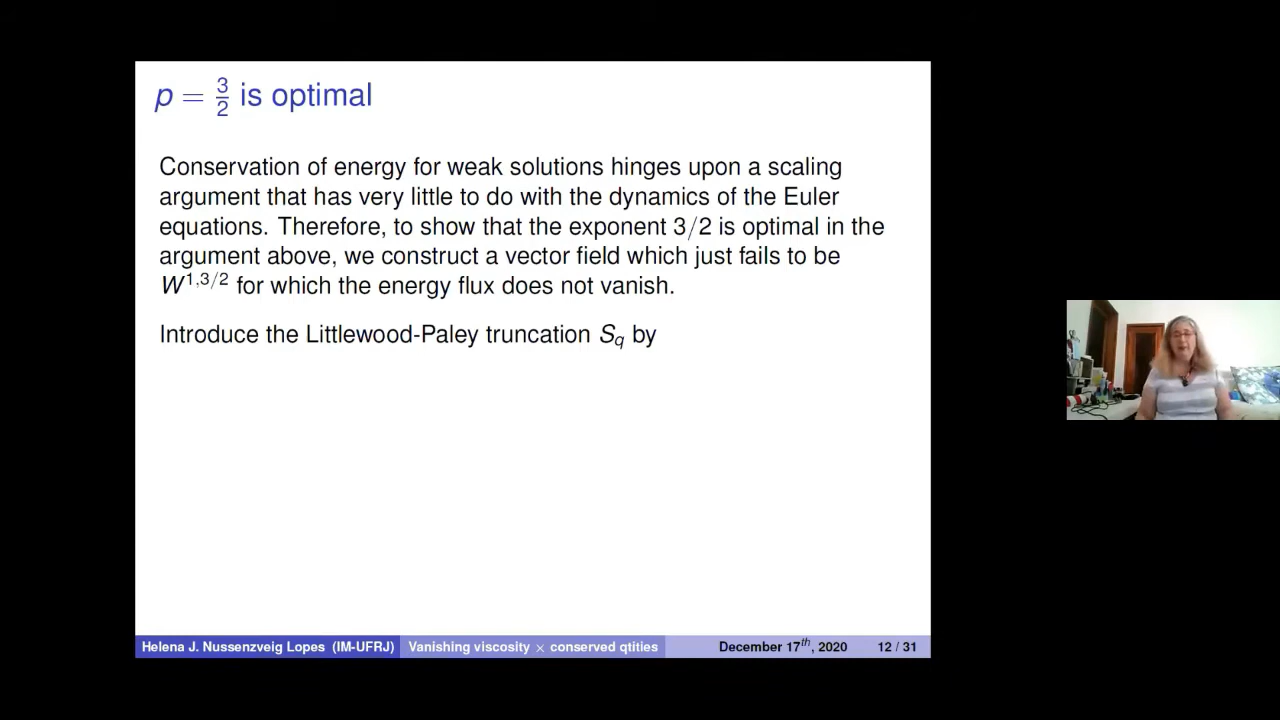 p = 3/2 is optimal
Conservation of energy for weak solutions hinges upon a scaling
argument that has very little to do with the dynamics of the Euler
equations. Therefore, to show that the exponent 3/2 is optimal in the
argument above, we construct a vector field which just fails to be
W^{1,3/2} for which the energy flux does not vanish.
Introduce the Littlewood-Paley truncation S_q by
Helena J. Nussenzveig Lopes (IM-UFRJ) Vanishing viscosity × conserved qtities December 17th, 2020 12 / 31